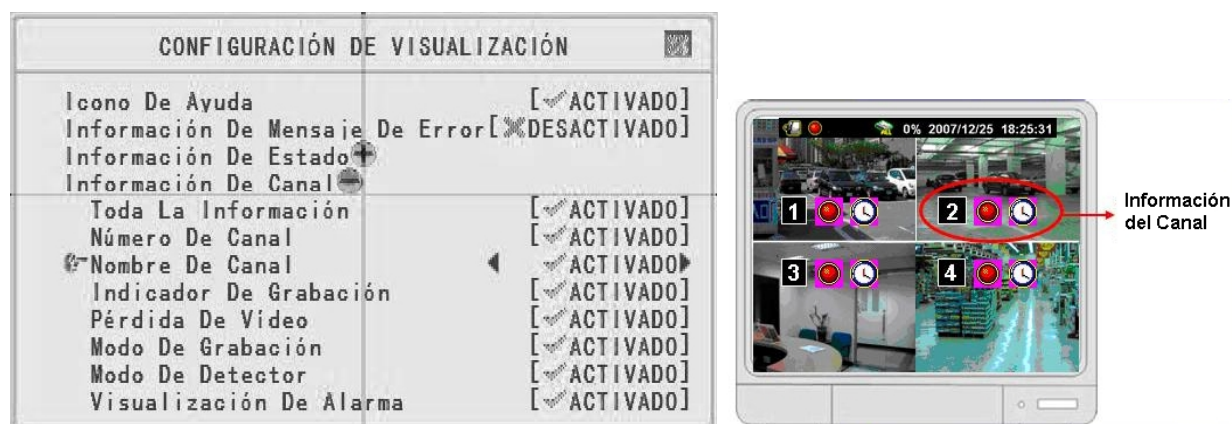 CONFIGURACIÓN DE VISUALIZACIÓN
Icono De Ayuda [ACTIVADO]
Información De Mensaje De Error[DESACTIVADO]
Información De Estado
Información De Canal
Toda La Información [ACTIVADO]
Número De Canal [ACTIVADO]
Nombre De Canal ACTIVADO
Indicador De Grabación [ACTIVADO]
Pérdida De Vídeo [ACTIVADO]
Modo De Grabación [ACTIVADO]
Modo De Detector [ACTIVADO]
Visualización De Alarma [ACTIVADO]
ALL 0% 2007/12/25 18:25:31
1
2
3
4
Información
del Canal